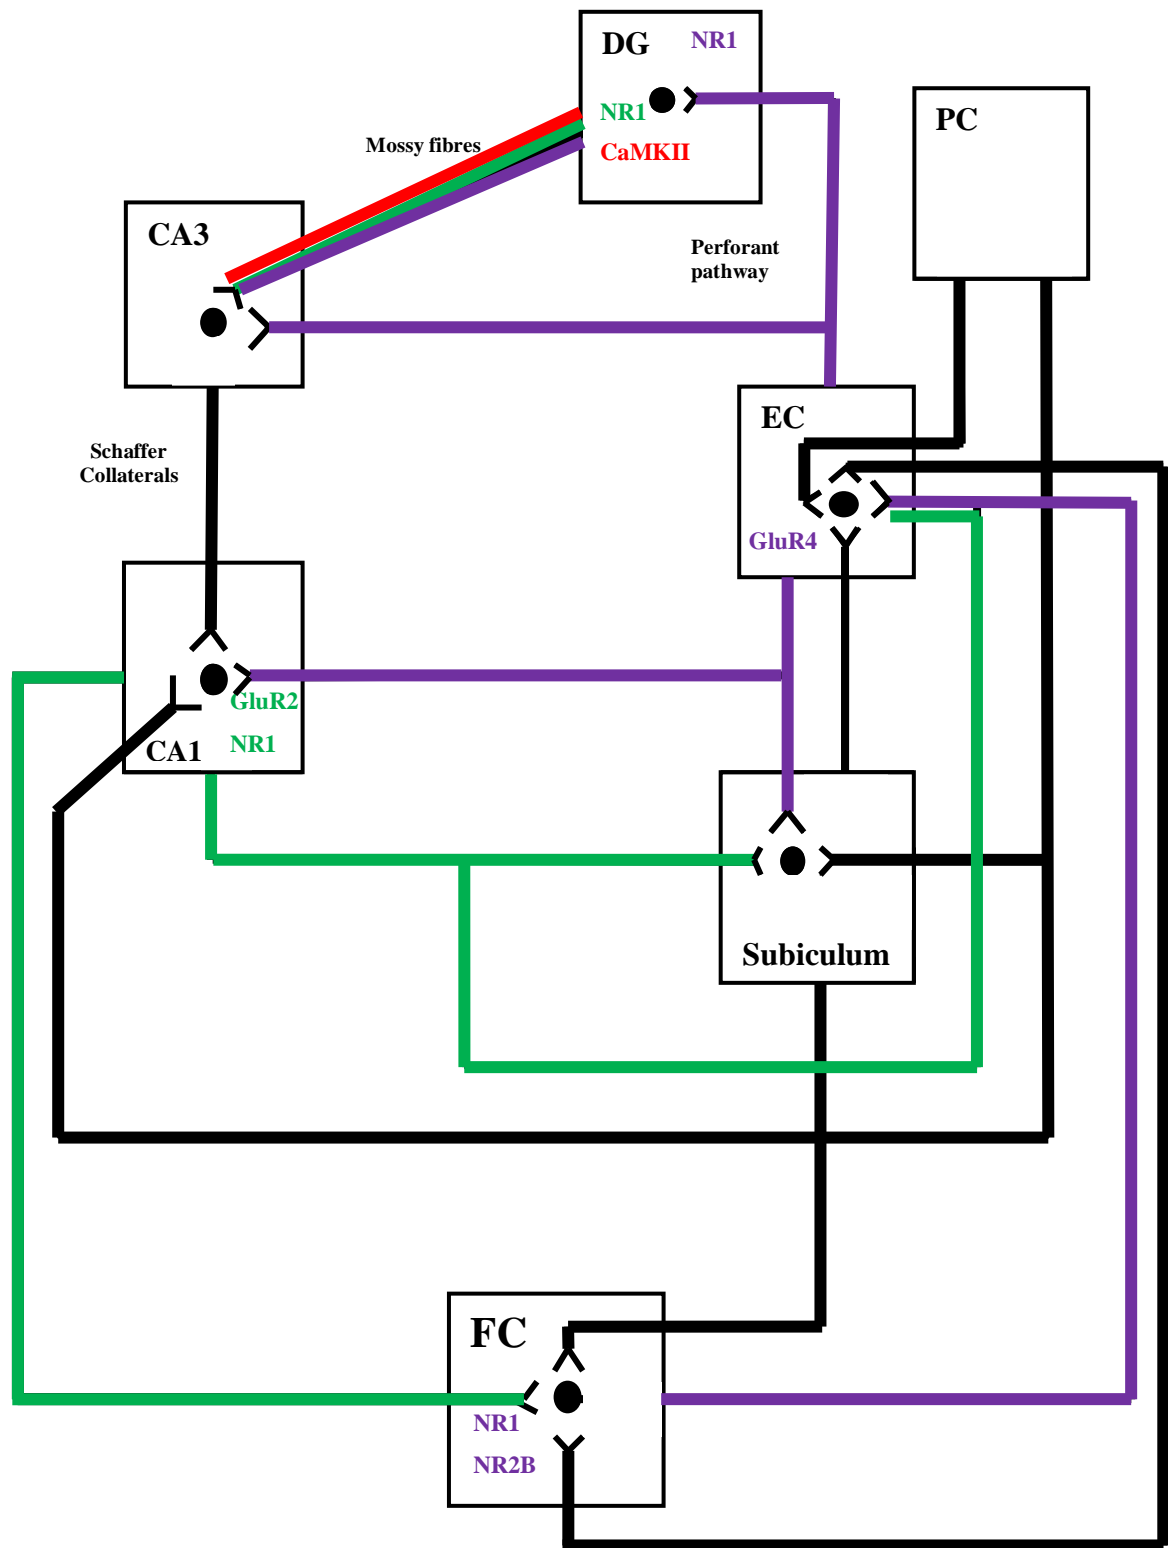 DG
NR1
NR1
CaMKII
PC
Mossy fibres
CA3
Perforant
pathway
EC
Schaffer
Collaterals
GluR4
GluR2
NR1
CA1
Subiculum
FC
NR1
NR2B